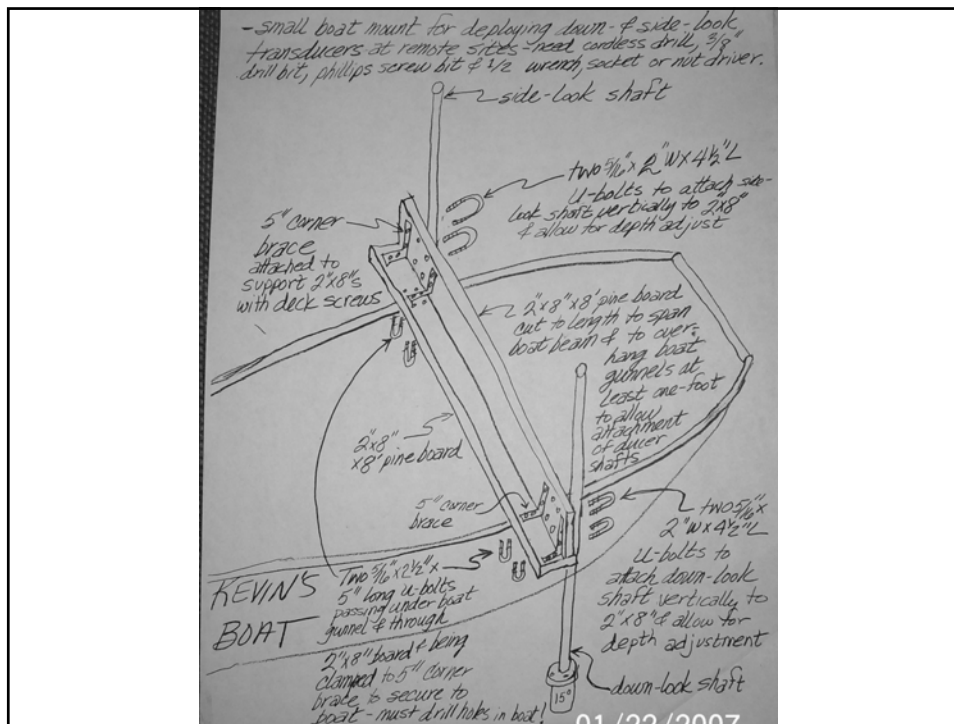 -small boat mount for deploying down- & side-look
transducers at remote sites-need cordless drill, 3/8"
drill bit, phillips screw bit & 1/2 wrench, socket or nut driver.
side-look shaft
two 5/16" x 2"W x 4 1/2"L
U-bolts to attach side-
look shaft vertically to 2"x8"
& allow for depth adjust
5" corner
brace
attached to
support 2"x8"s
with deck screws
2"x8"x8' pine board
cut to length to span
boat beam & to over-
hang boat
gunnels at
least one-foot
to allow
attachment
of ducer
shafts
2"x8"
x8' pine board
5" corner
brace
two 5/16"x
2"W x 4 1/2"L
U-bolts to
attach down-look
shaft vertically to
2"x8" & allow for
depth adjustment
KEVIN'S
BOAT
Two 5/16"x2 1/2"x
5" long U-bolts
passing under boat
gunnel & through
2"x8" board & being
clamped to 5" corner
brace to secure to
boat - must drill holes in boat!
15°
down-look shaft
01/22/2007